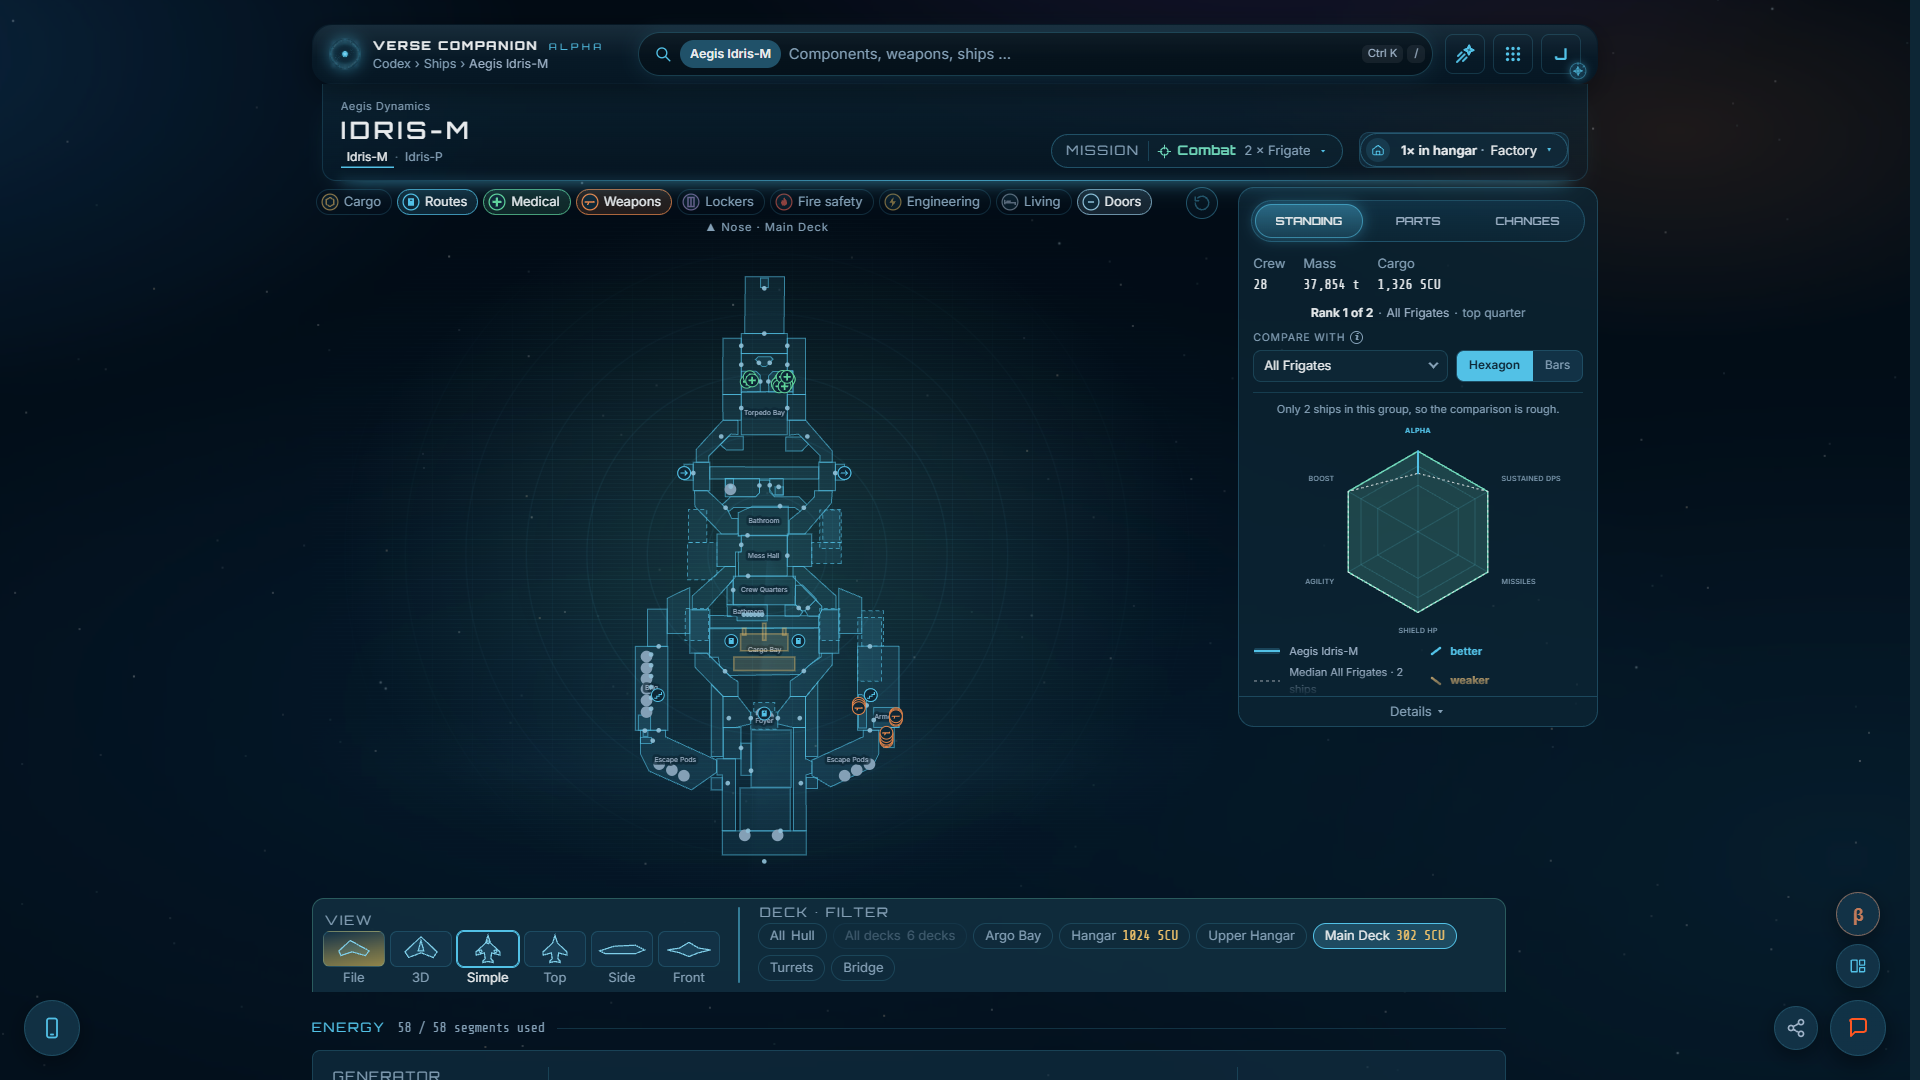 VERSE COMPANION ALPHA
Codex › Ships › Aegis Idris-M
Aegis Idris-M
Components, weapons, ships ...
Ctrl K /
Aegis Dynamics
IDRIS-M
Idris-M · Idris-P
MISSION Combat 2 × Frigate
1× in hangar · Factory
Cargo
Routes
Medical
Weapons
Lockers
Fire safety
Engineering
Living
Doors
▲ Nose · Main Deck
Torpedo Bay
Bathroom
Mess Hall
Crew Quarters
Bathroom
Cargo Bay
Foyer
Escape Pods
Escape Pods
STANDING
PARTS
CHANGES
Crew Mass Cargo
28 37,854 t 1,326 SCU
Rank 1 of 2 · All Frigates · top quarter
COMPARE WITH
All Frigates
Hexagon
Bars
Only 2 ships in this group, so the comparison is rough.
ALPHA
BOOST
SUSTAINED DPS
AGILITY
MISSILES
SHIELD HP
Aegis Idris-M
better
Median All Frigates · 2
ships
weaker
Details
VIEW
File
3D
Simple
Top
Side
Front
DECK · FILTER
All Hull
All decks 6 decks
Argo Bay
Hangar 1024 SCU
Upper Hangar
Main Deck 302 SCU
Turrets
Bridge
β
ENERGY 58 / 58 segments used
GENERATOR